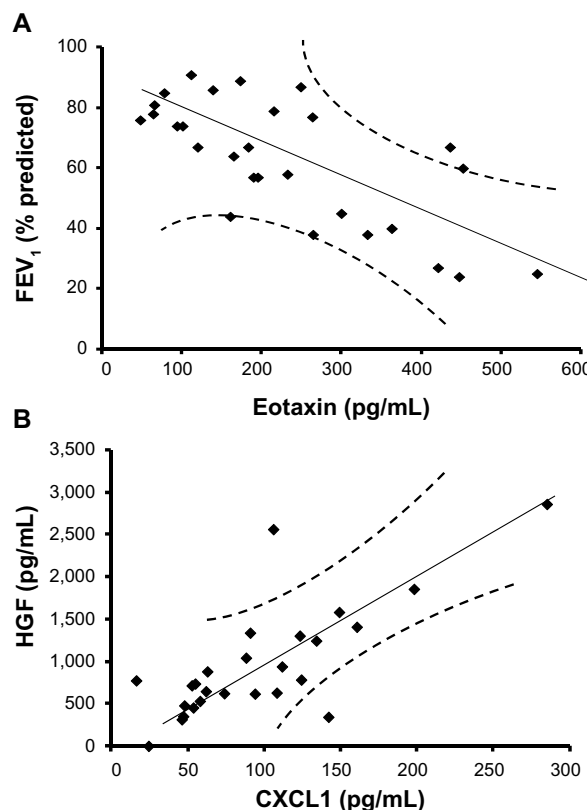 A
100
80
60
40
20
0
FEV1 (% predicted)
0 100 200 300 400 500 600
Eotaxin (pg/mL)
B
3,500
3,000
2,500
2,000
1,500
1,000
500
0
HGF (pg/mL)
0 50 100 150 200 250 300
CXCL1 (pg/mL)